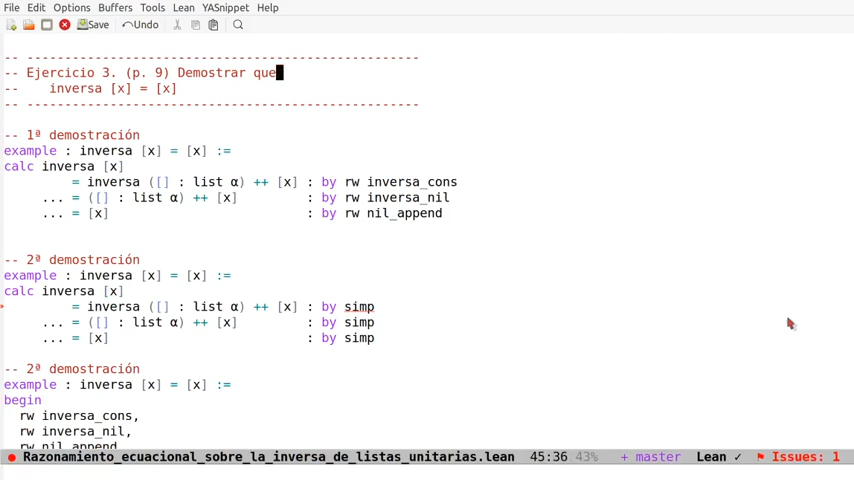 File Edit Options Buffers Tools Lean YASnippet Help
Save Undo
-- ---------------------------------------------------
-- Ejercicio 3. (p. 9) Demostrar que
--    inversa [x] = [x]
-- ---------------------------------------------------
-- 1ª demostración
example : inversa [x] = [x] :=
calc inversa [x]
         = inversa ([] : list α) ++ [x] : by rw inversa_cons
     ... = ([] : list α) ++ [x]         : by rw inversa_nil
     ... = [x]                          : by rw nil_append
-- 2ª demostración
example : inversa [x] = [x] :=
calc inversa [x]
         = inversa ([] : list α) ++ [x] : by simp
     ... = ([] : list α) ++ [x]         : by simp
     ... = [x]                          : by simp
-- 2ª demostración
example : inversa [x] = [x] :=
begin
  rw inversa_cons,
  rw inversa_nil,
  rw nil_append
Razonamiento_ecuacional_sobre_la_inversa_de_listas_unitarias.lean 45:36 43% + master Lean ✓ Issues: 1